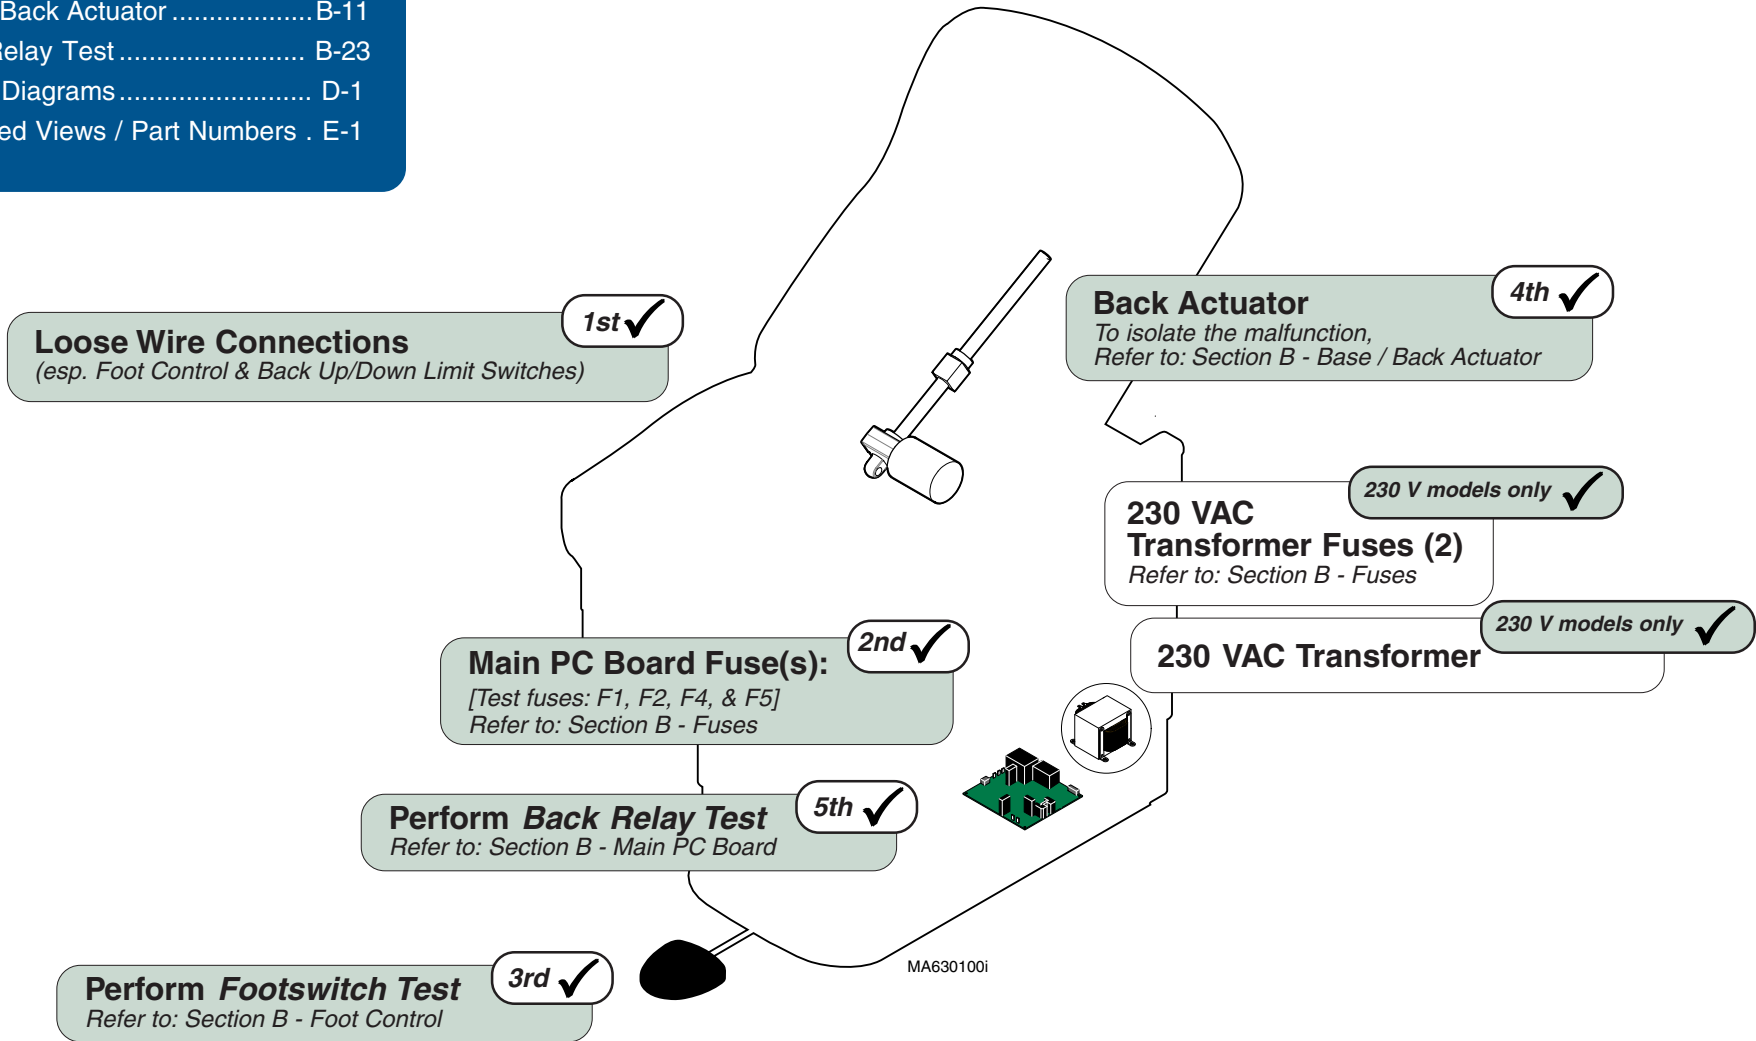 Back Actuator ................... B-11
Relay Test ......................... B-23
Diagrams .......................... D-1
ed Views / Part Numbers . E-1
Loose Wire Connections
(esp. Foot Control & Back Up/Down Limit Switches)
1st
Back Actuator
To isolate the malfunction,
Refer to: Section B - Base / Back Actuator
4th
230 VAC
Transformer Fuses (2)
Refer to: Section B - Fuses
230 V models only
230 VAC Transformer
230 V models only
Main PC Board Fuse(s):
[Test fuses: F1, F2, F4, & F5]
Refer to: Section B - Fuses
2nd
Perform Back Relay Test
Refer to: Section B - Main PC Board
5th
MA630100i
Perform Footswitch Test
Refer to: Section B - Foot Control
3rd